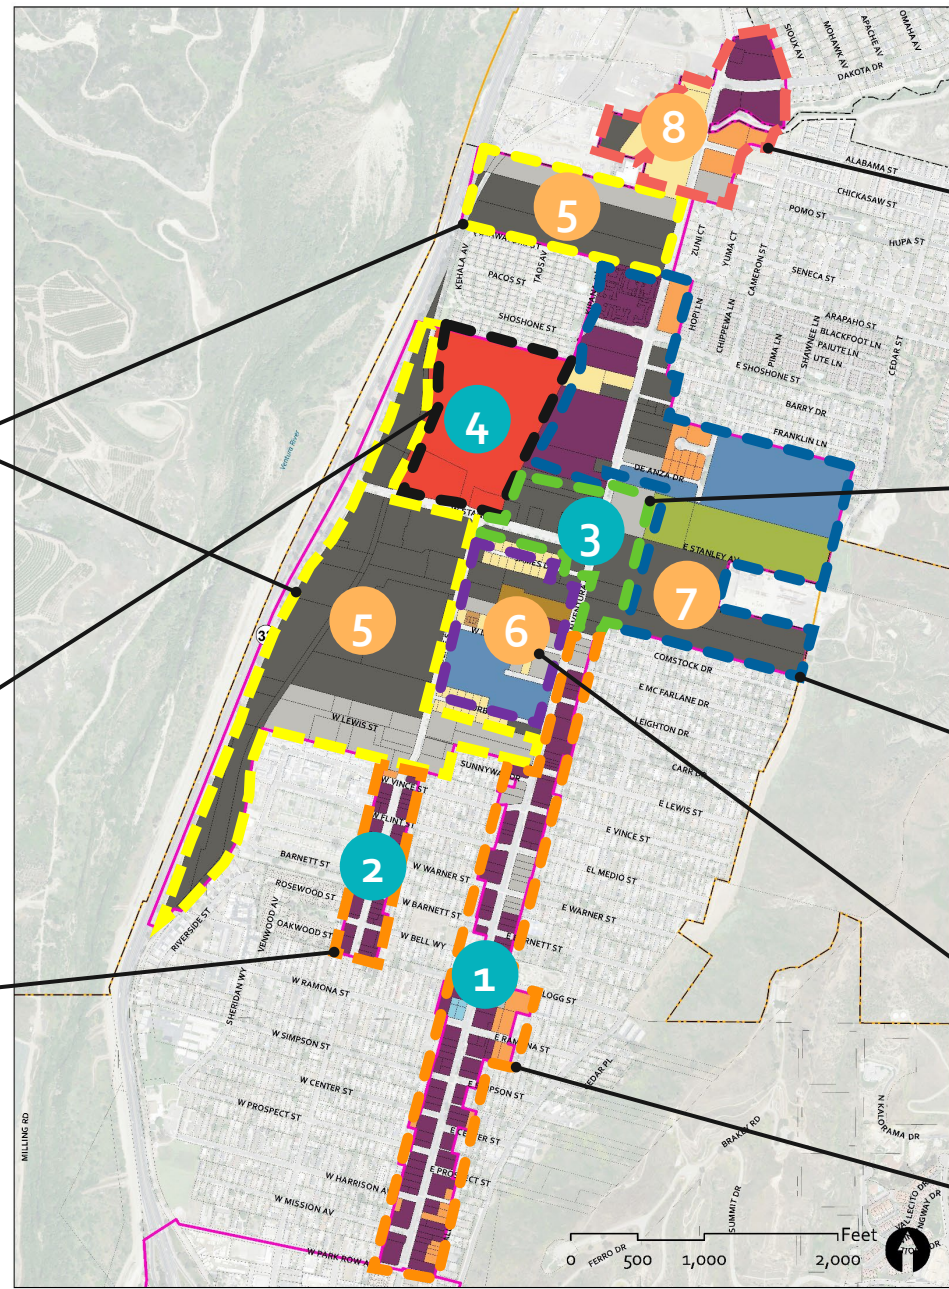 SIOUX AV
MOHAWK AV
APACHE AV
OMAHA AV
DAKOTA DR
8
ALABAMA ST
CHICKASAW ST
POMO ST
HUPA ST
5
KEHALA AV
TAOS AV
PACOS ST
SHOSHONE ST
ZUNI CT
YUMA CT
CAMERON ST
SENECA ST
HOPI LN
CHIPPEWA LN
ARAPAHO ST
BLACKFOOT LN
PAIUTE LN
UTE LN
PIMA LN
SHAWNEE LN
CEDAR ST
E SHOSHONE ST
BARRY DR
FRANKLIN LN
4
Ventura River
DE ANZA DR
3
E STANLEY AV
7
5
6
COMSTOCK DR
E MC FARLANE DR
LEIGHTON DR
W LEWIS ST
CARR DR
E LEWIS ST
W VINCE ST
W FLINT ST
E VINCE ST
2
BARNETT ST
W WARNER ST
EL MEDIO ST
ROSEWOOD ST
W BARNETT ST
E WARNER ST
VENWOOD AV
OAKWOOD ST
W BELL WY
RIVERSIDE ST
1
SHERIDAN WY
W RAMONA ST
LOGG ST
W SIMPSON ST
W CENTER ST
W PROSPECT ST
MILLING RD
BRAKEY RD
W HARRISON AV
W MISSION AV
SUMMIT DR
W PARK ROW A
FERRO DR
Feet
0 500 1,000 2,000